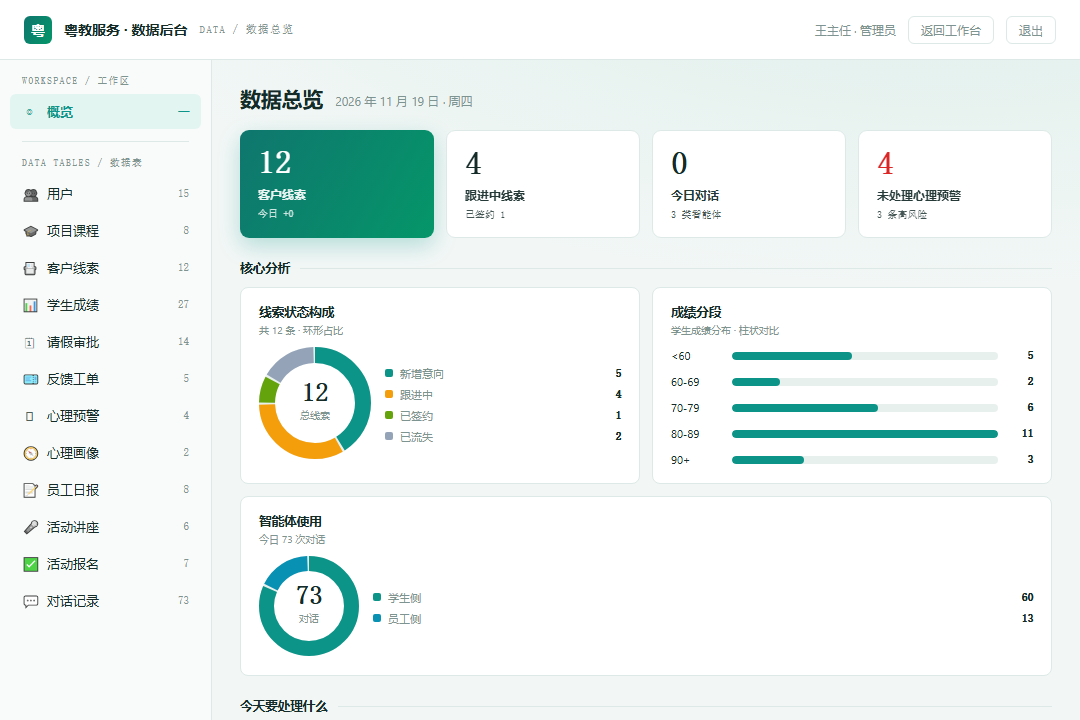 粤 粤教服务 · 数据后台 DATA / 数据总览 王主任 · 管理员 返回工作台 退出
WORKSPACE / 工作区
概览
DATA TABLES / 数据表
用户 15
项目课程 8
客户线索 12
学生成绩 27
请假审批 14
反馈工单 5
心理预警 4
心理画像 2
员工日报 8
活动讲座 6
活动报名 7
对话记录 73
数据总览 2026 年 11 月 19 日 · 周四
12
客户线索
今日 +0
4
跟进中线索
已签约 1
0
今日对话
3 类智能体
4
未处理心理预警
3 条高风险
核心分析
线索状态构成
共 12 条 · 环形占比
12
总线索
新增意向 5
跟进中 4
已签约 1
已流失 2
成绩分段
学生成绩分布 · 柱状对比
<60 5
60-69 2
70-79 6
80-89 11
90+ 3
智能体使用
今日 73 次对话
73
对话
学生侧 60
员工侧 13
今天要处理什么